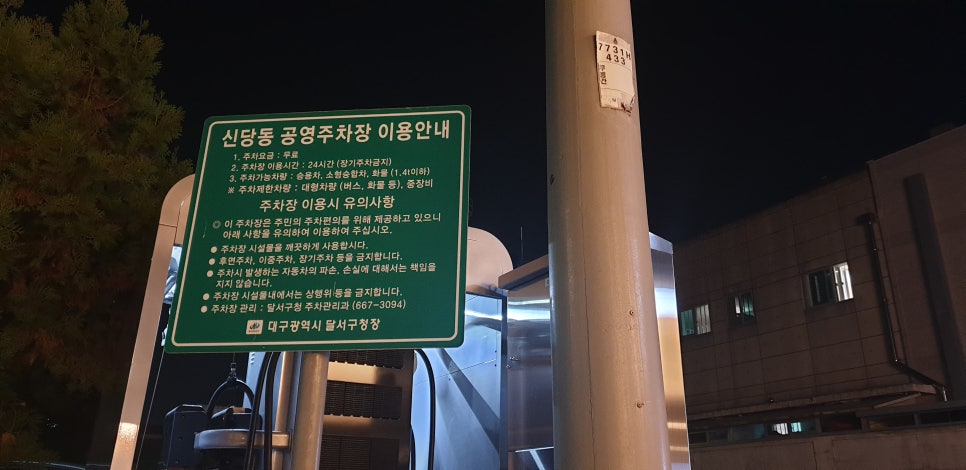 신당동 공영주차장 이용안내
1. 주차요금 : 무료
2. 주차장 이용시간 : 24시간 (장기주차금지)
3. 주차가능차량 : 승용차, 소형승합차, 화물 (1.4t이하)
※ 주차제한차량 : 대형차량 (버스, 화물 등), 중장비
주차장 이용시 유의사항
◎ 이 주차장은 주민의 주차편의를 위해 제공하고 있으니
아래 사항을 유의하여 이용하여 주십시오.
● 주차장 시설물을 깨끗하게 사용합시다.
● 후면주차, 이중주차, 장기주차 등을 금지합니다.
● 주차시 발생하는 자동차의 파손, 손실에 대해서는 책임을
지지 않습니다.
● 주차장 시설물내에서는 상행위 등을 금지합니다.
● 주차장 관리 : 달서구청 주차관리과 (667-3094)
대구광역시 달서구청장
7731H
433